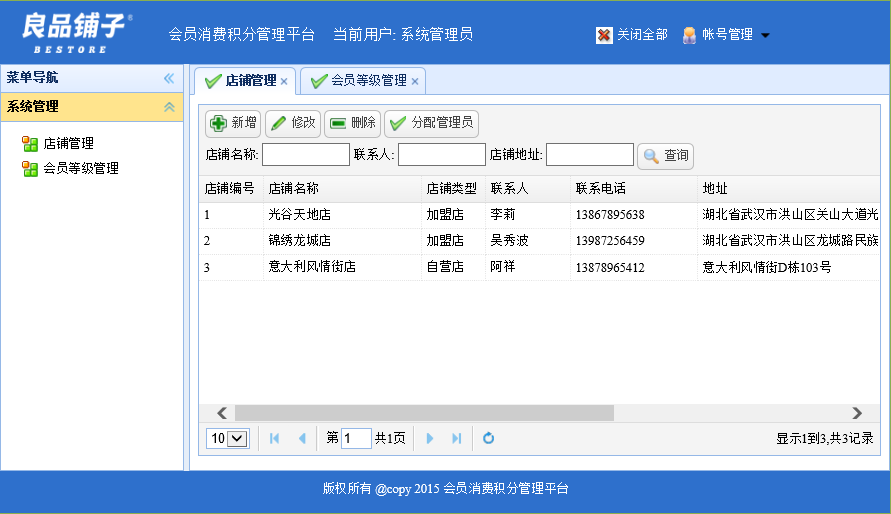 良品铺子®
BESTORE
会员消费积分管理平台 当前用户: 系统管理员
关闭全部 帐号管理
菜单导航
系统管理
店铺管理
会员等级管理
店铺管理 会员等级管理
新增 修改 删除 分配管理员
店铺名称: 联系人: 店铺地址: 查询
店铺编号 店铺名称 店铺类型 联系人 联系电话 地址
1 光谷天地店 加盟店 李莉 13867895638 湖北省武汉市洪山区关山大道光
2 锦绣龙城店 加盟店 吴秀波 13987256459 湖北省武汉市洪山区龙城路民族
3 意大利风情街店 自营店 阿祥 13878965412 意大利风情街D栋103号
10 第 1 共1页 显示1到3,共3记录
版权所有 @copy 2015 会员消费积分管理平台